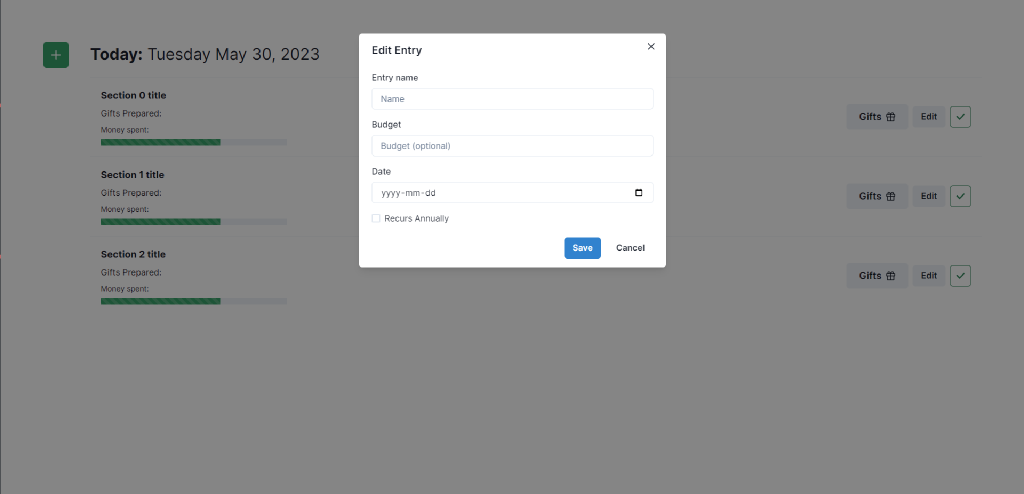 Today: Tuesday May 30, 2023
Section 0 title
Gifts Prepared:
Money spent:
Gifts Edit
Section 1 title
Gifts Prepared:
Money spent:
Gifts Edit
Section 2 title
Gifts Prepared:
Money spent:
Gifts Edit
Edit Entry
Entry name
Name
Budget
Budget (optional)
Date
yyyy-mm-dd
Recurs Annually
Save Cancel